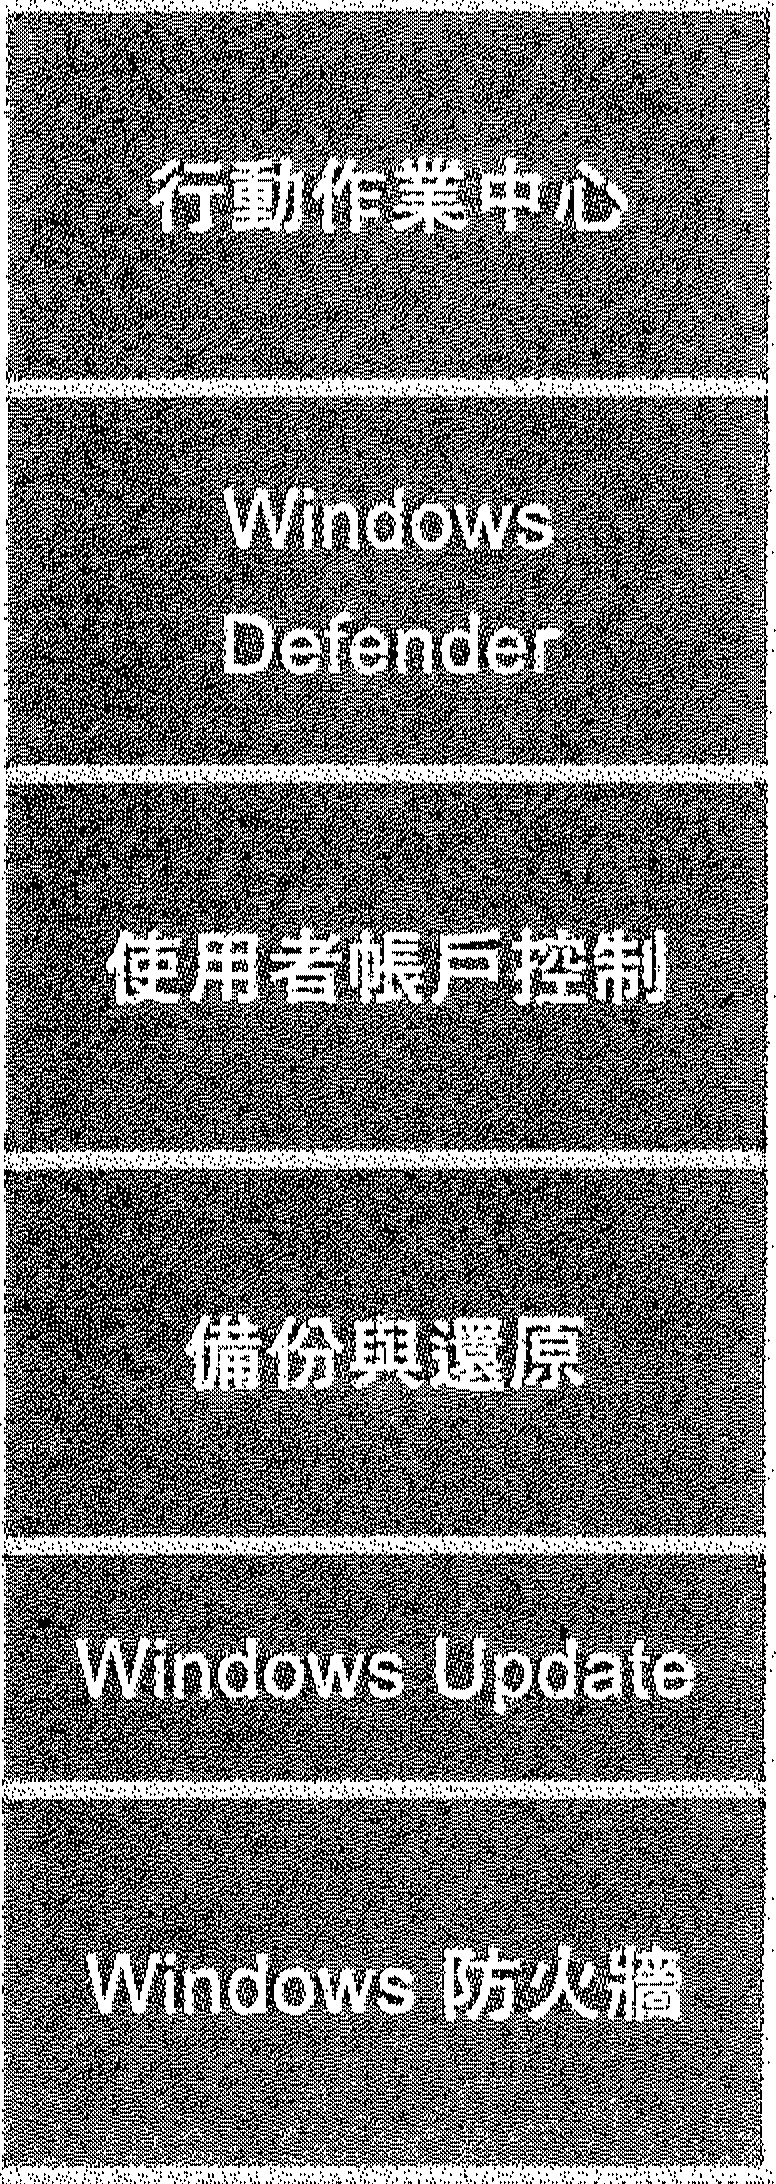 行動作業中心
Windows
Defender
使用者帳戶控制
備份與還原
Windows Update
Windows 防火牆